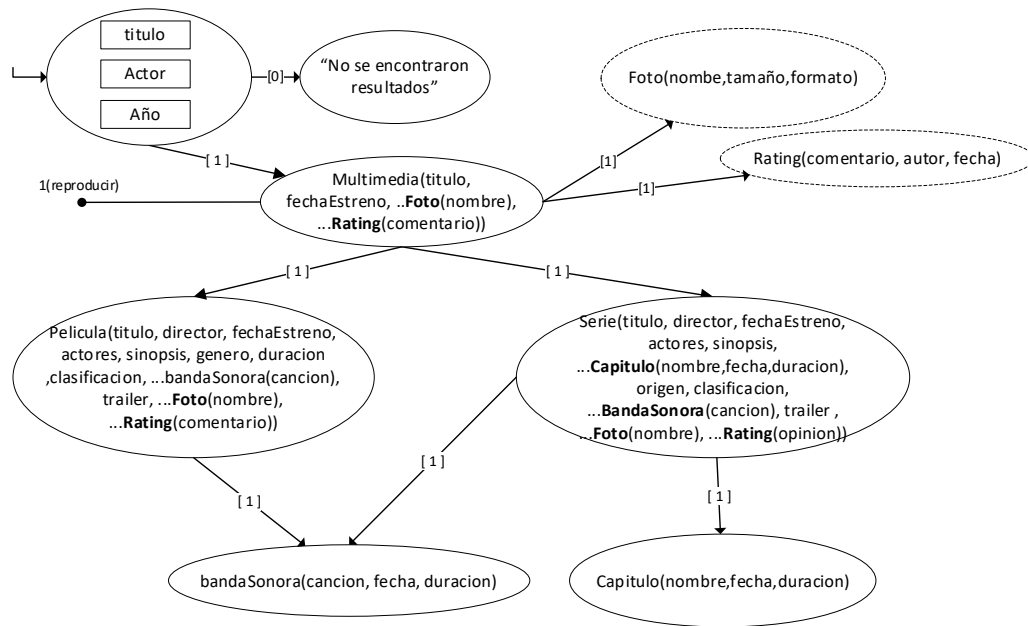 titulo
Actor
Año
[0]
“No se encontraron
resultados”
Foto(nombe,tamaño,formato)
[1]
Rating(comentario, autor, fecha)
[1]
[ 1 ]
1(reproducir)
Multimedia(titulo,
fechaEstreno, ..Foto(nombre),
...Rating(comentario))
[ 1 ]
[ 1 ]
Pelicula(titulo, director, fechaEstreno,
actores, sinopsis, genero, duracion
,clasificacion, ...bandaSonora(cancion),
trailer, ...Foto(nombre),
...Rating(comentario))
Serie(titulo, director, fechaEstreno,
actores, sinopsis,
...Capitulo(nombre,fecha,duracion),
origen, clasificacion,
...BandaSonora(cancion), trailer ,
...Foto(nombre), ...Rating(opinion))
[ 1 ]
[ 1 ]
[ 1 ]
bandaSonora(cancion, fecha, duracion)
Capitulo(nombre,fecha,duracion)